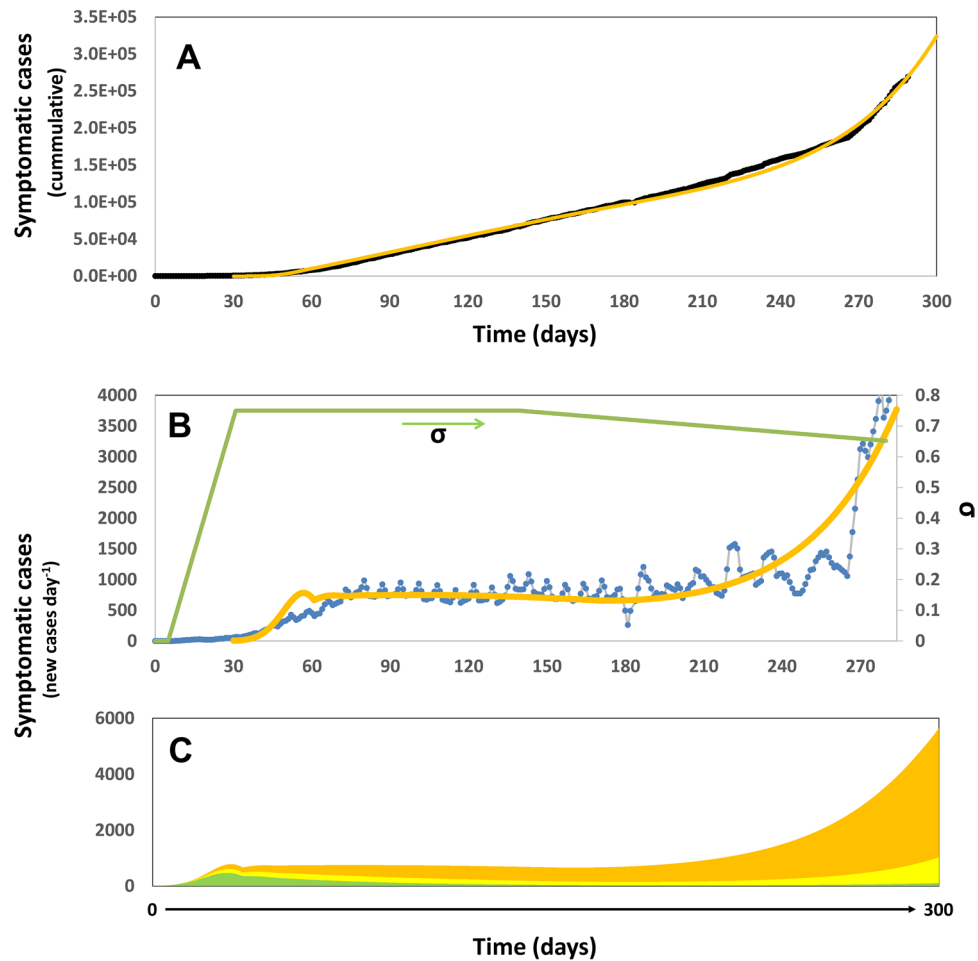 A
Symptomatic cases
(cummulative)
3.5E+05
3.0E+05
2.5E+05
2.0E+05
1.5E+05
1.0E+05
5.0E+04
0.0E+00
0 30 60 90 120 150 180 210 240 270 300
Time (days)
B
Symptomatic cases
(new cases day⁻¹)
4000
3500
3000
2500
2000
1500
1000
500
0
σ
0.8
0.7
0.6
0.5
0.4
0.3
0.2
0.1
0
σ
0 30 60 90 120 150 181 210 240 270
C
6000
4000
2000
0
0 300
Time (days)